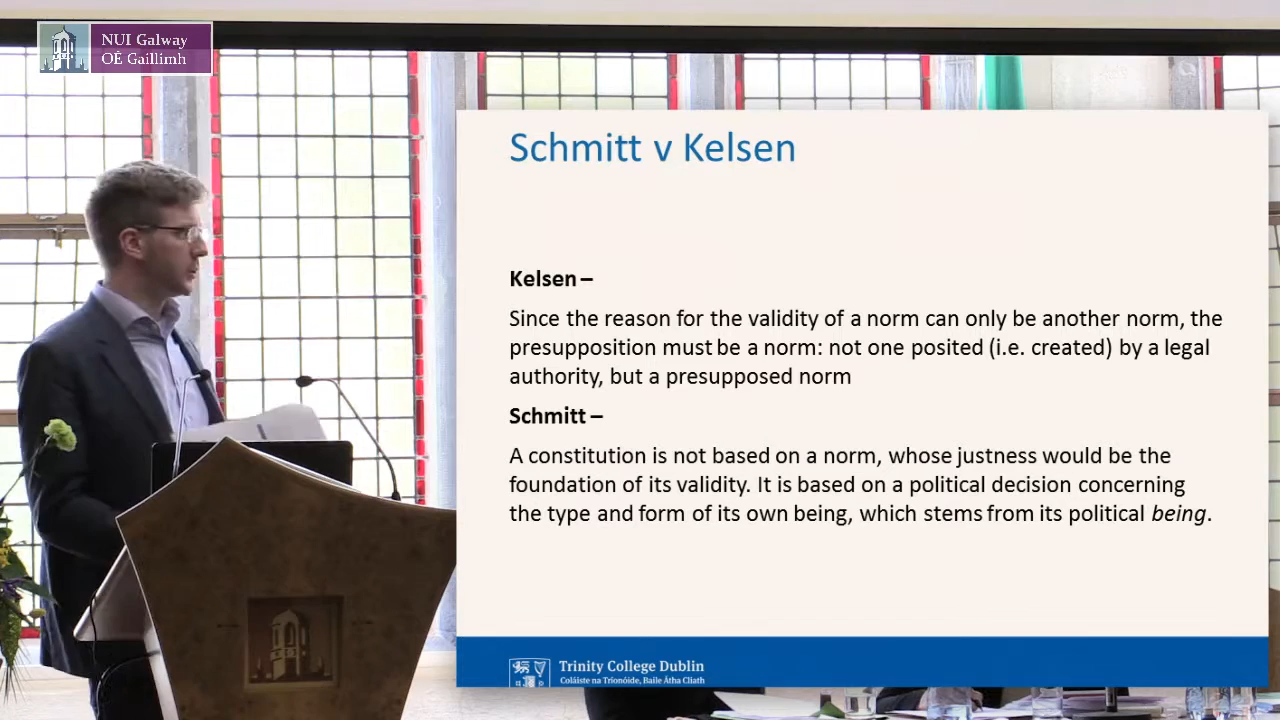 NUI Galway
OÉ Gaillimh
Schmitt v Kelsen
Kelsen –
Since the reason for the validity of a norm can only be another norm, the
presupposition must be a norm: not one posited (i.e. created) by a legal
authority, but a presupposed norm
Schmitt –
A constitution is not based on a norm, whose justness would be the
foundation of its validity. It is based on a political decision concerning
the type and form of its own being, which stems from its political being.
Trinity College Dublin
Coláiste na Tríonóide, Baile Átha Cliath